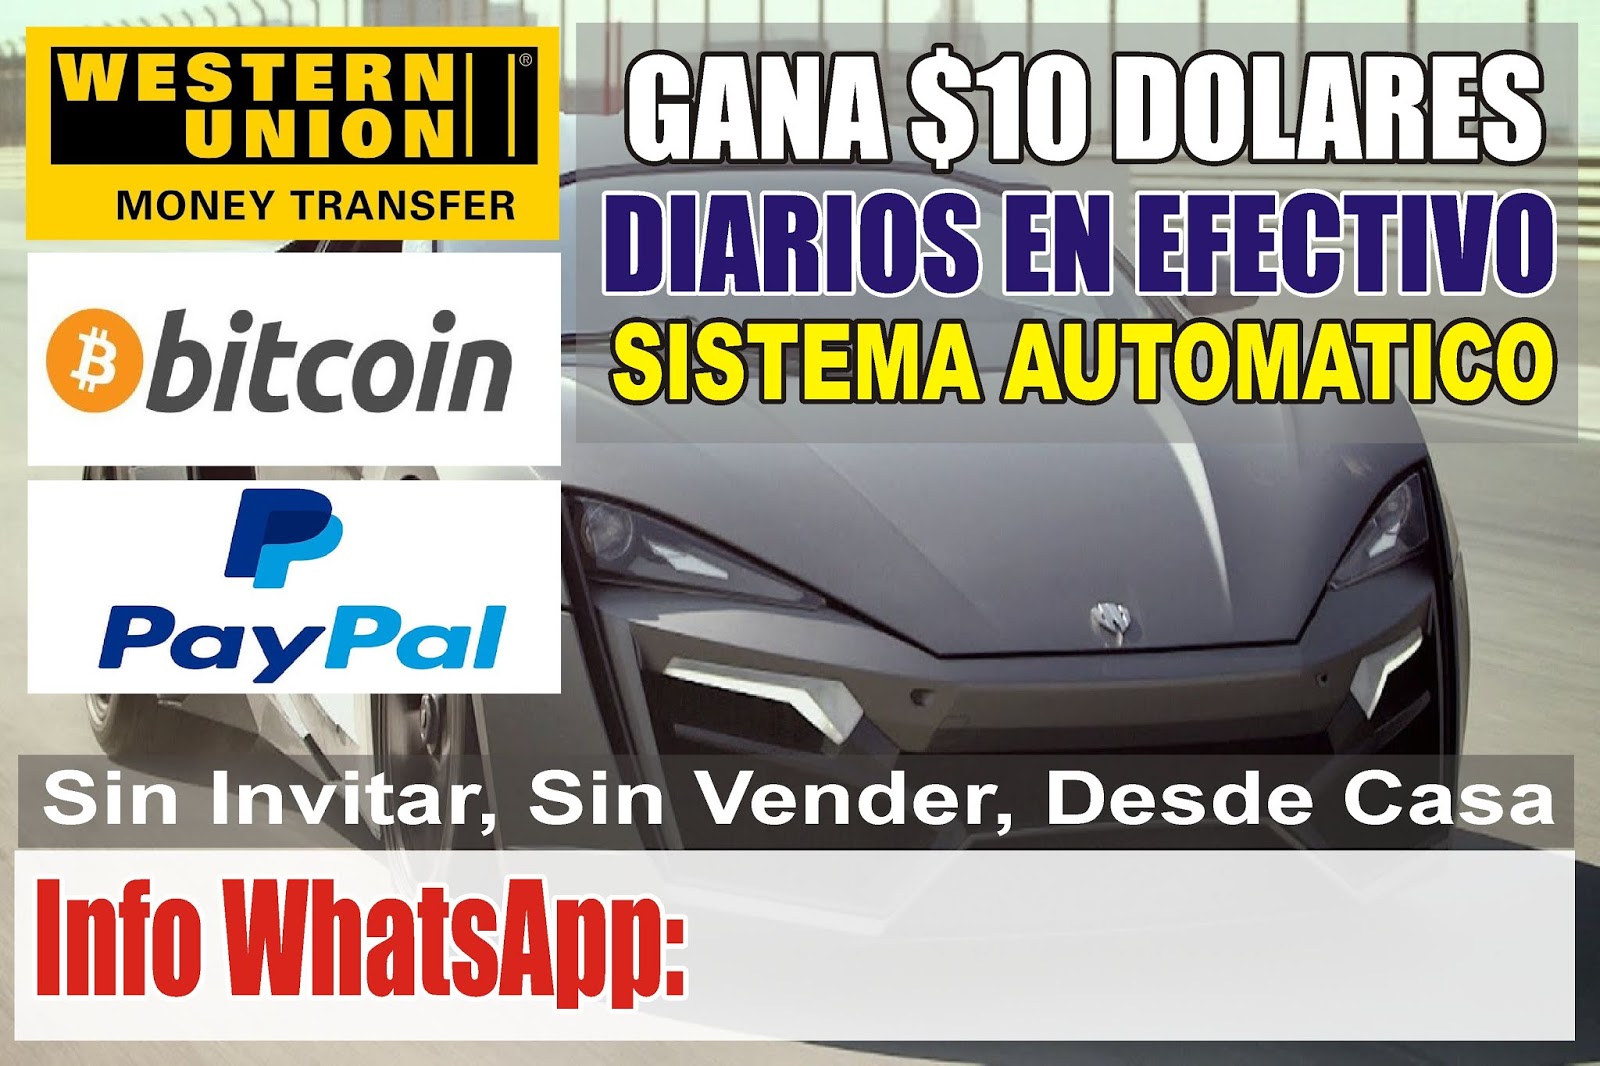 WESTERN
UNION ®
MONEY TRANSFER
bitcoin
PayPal
GANA $10 DOLARES
DIARIOS EN EFECTIVO
SISTEMA AUTOMATICO
Sin Invitar, Sin Vender, Desde Casa
Info WhatsApp: